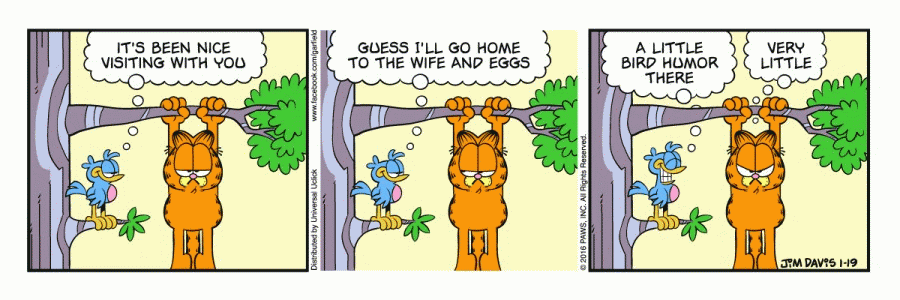 IT'S BEEN NICE
VISITING WITH YOU
Distributed by Universal Uclick
www.facebook.com/garfield
GUESS I'LL GO HOME
TO THE WIFE AND EGGS
© 2016 PAWS, INC. All Rights Reserved.
A LITTLE
BIRD HUMOR
THERE
VERY
LITTLE
JIM DAVIS 1-19